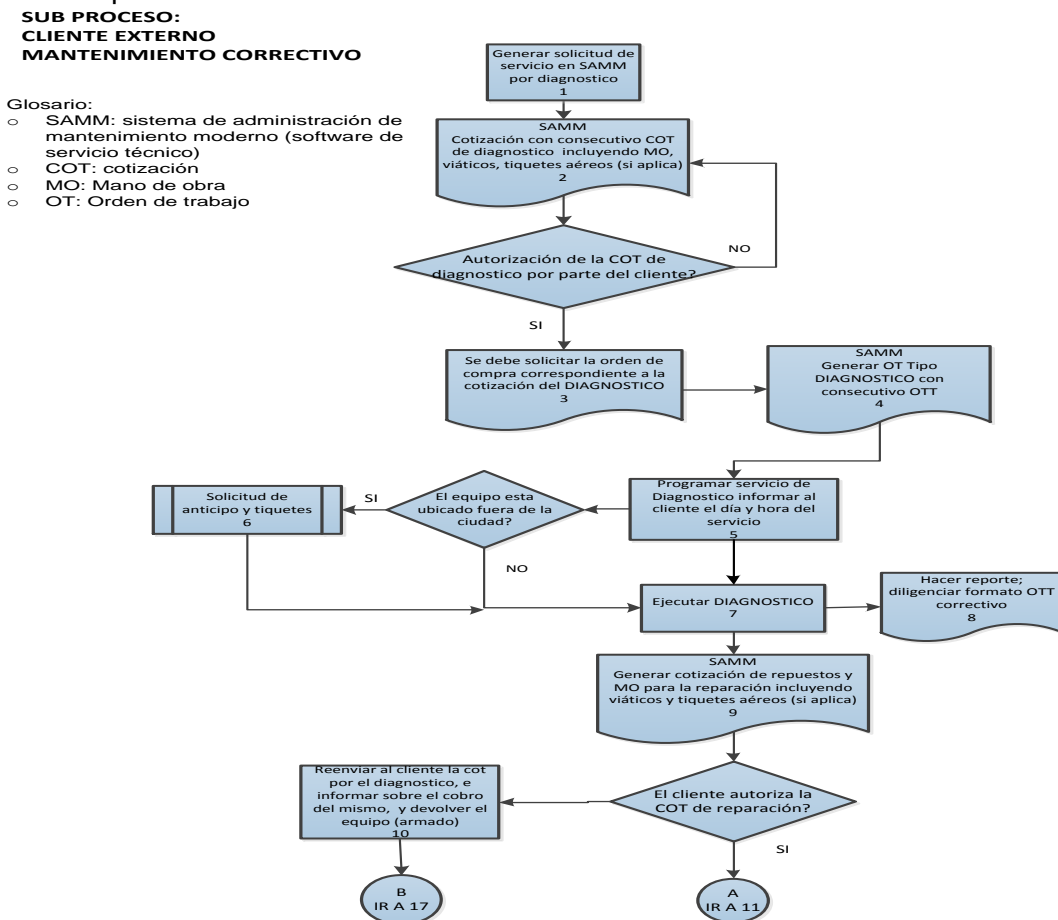 SUB PROCESO:
CLIENTE EXTERNO
MANTENIMIENTO CORRECTIVO
Glosario:
○ SAMM: sistema de administración de
mantenimiento moderno (software de
servicio técnico)
○ COT: cotización
○ MO: Mano de obra
○ OT: Orden de trabajo
Generar solicitud de
servicio en SAMM
por diagnostico
1
SAMM
Cotización con consecutivo COT
de diagnostico incluyendo MO,
viáticos, tiquetes aéreos (si aplica)
2
NO
Autorización de la COT de
diagnostico por parte del cliente?
SI
Se debe solicitar la orden de
compra correspondiente a la
cotización del DIAGNOSTICO
3
SAMM
Generar OT Tipo
DIAGNOSTICO con
consecutivo OTT
4
Programar servicio de
Diagnostico informar al
cliente el día y hora del
servicio
5
El equipo esta
ubicado fuera de la
ciudad?
SI
Solicitud de
anticipo y tiquetes
6
NO
Ejecutar DIAGNOSTICO
7
Hacer reporte;
diligenciar formato OTT
correctivo
8
SAMM
Generar cotización de repuestos y
MO para la reparación incluyendo
viáticos y tiquetes aéreos (si aplica)
9
El cliente autoriza la
COT de reparación?
Reenviar al cliente la cot
por el diagnostico, e
informar sobre el cobro
del mismo, y devolver el
equipo (armado)
10
SI
B
IR A 17
A
IR A 11